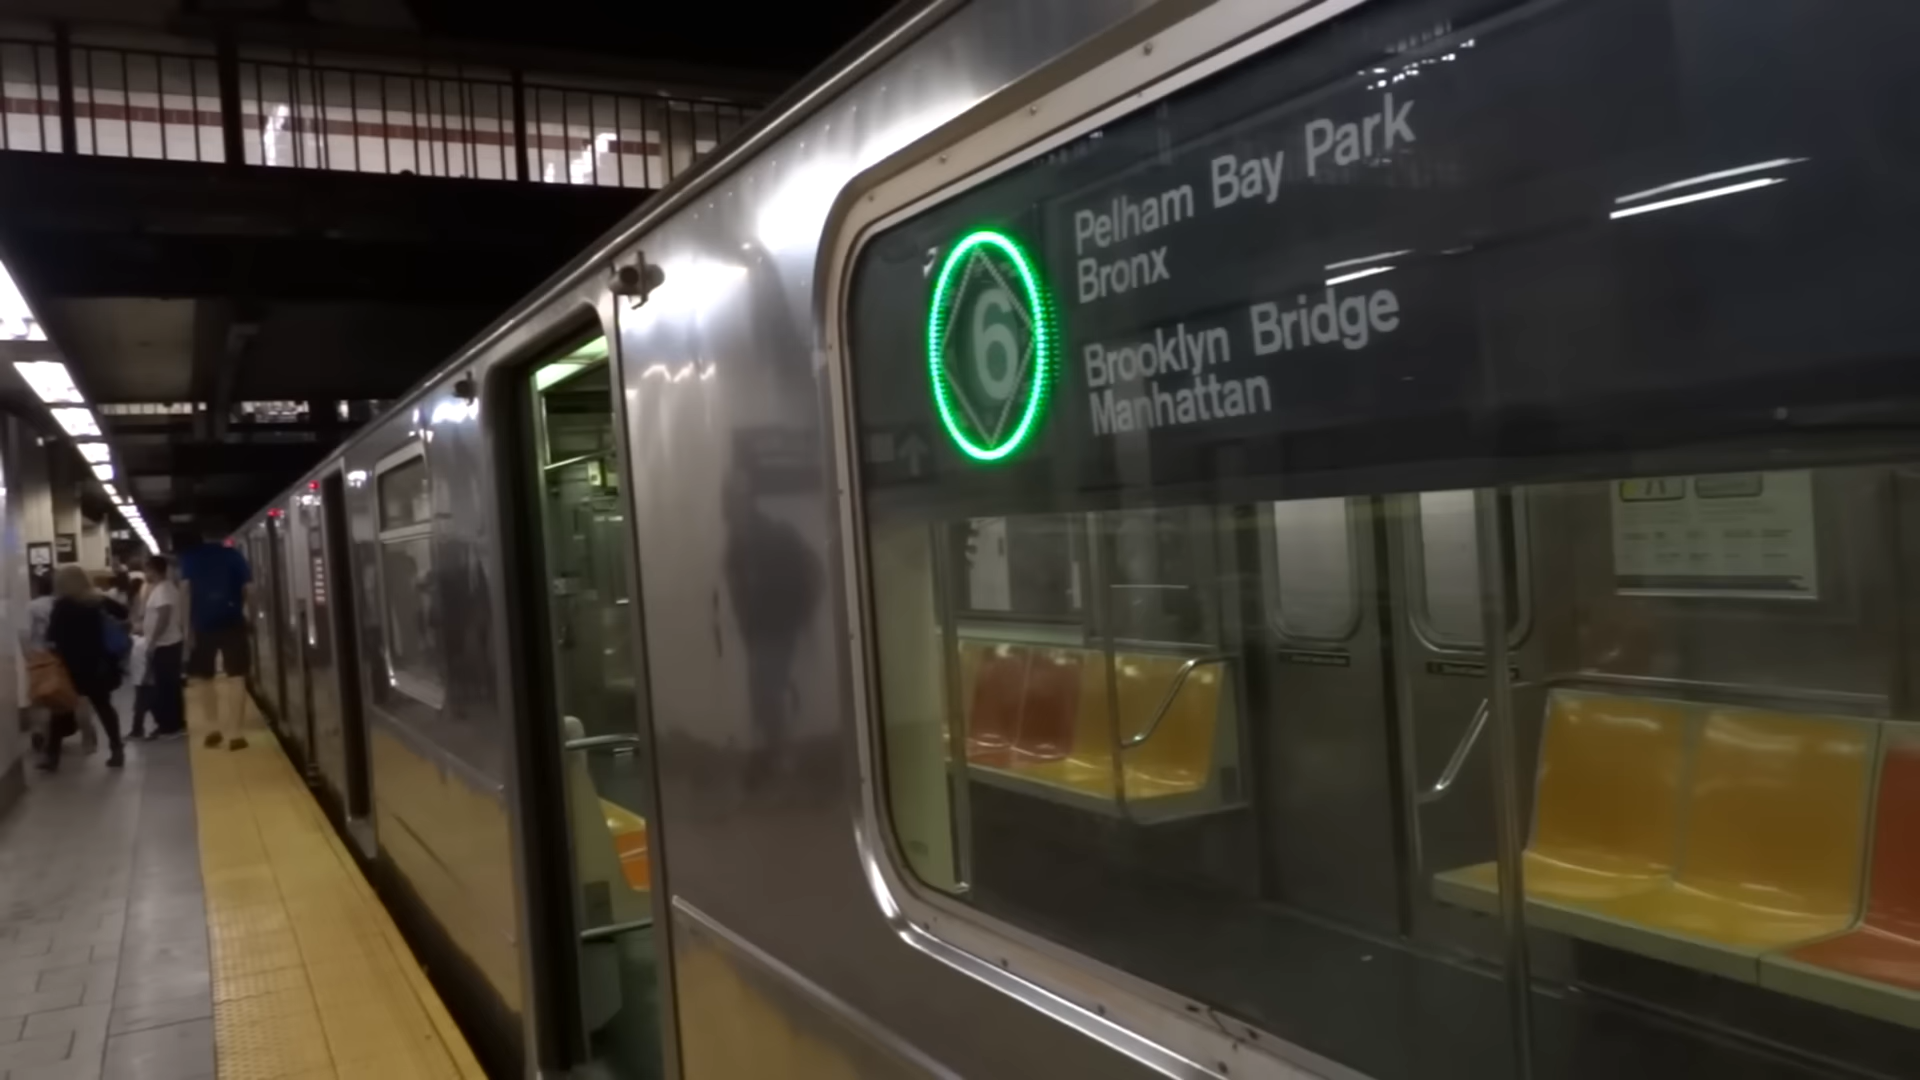 6
Pelham Bay Park
Bronx
Brooklyn Bridge
Manhattan